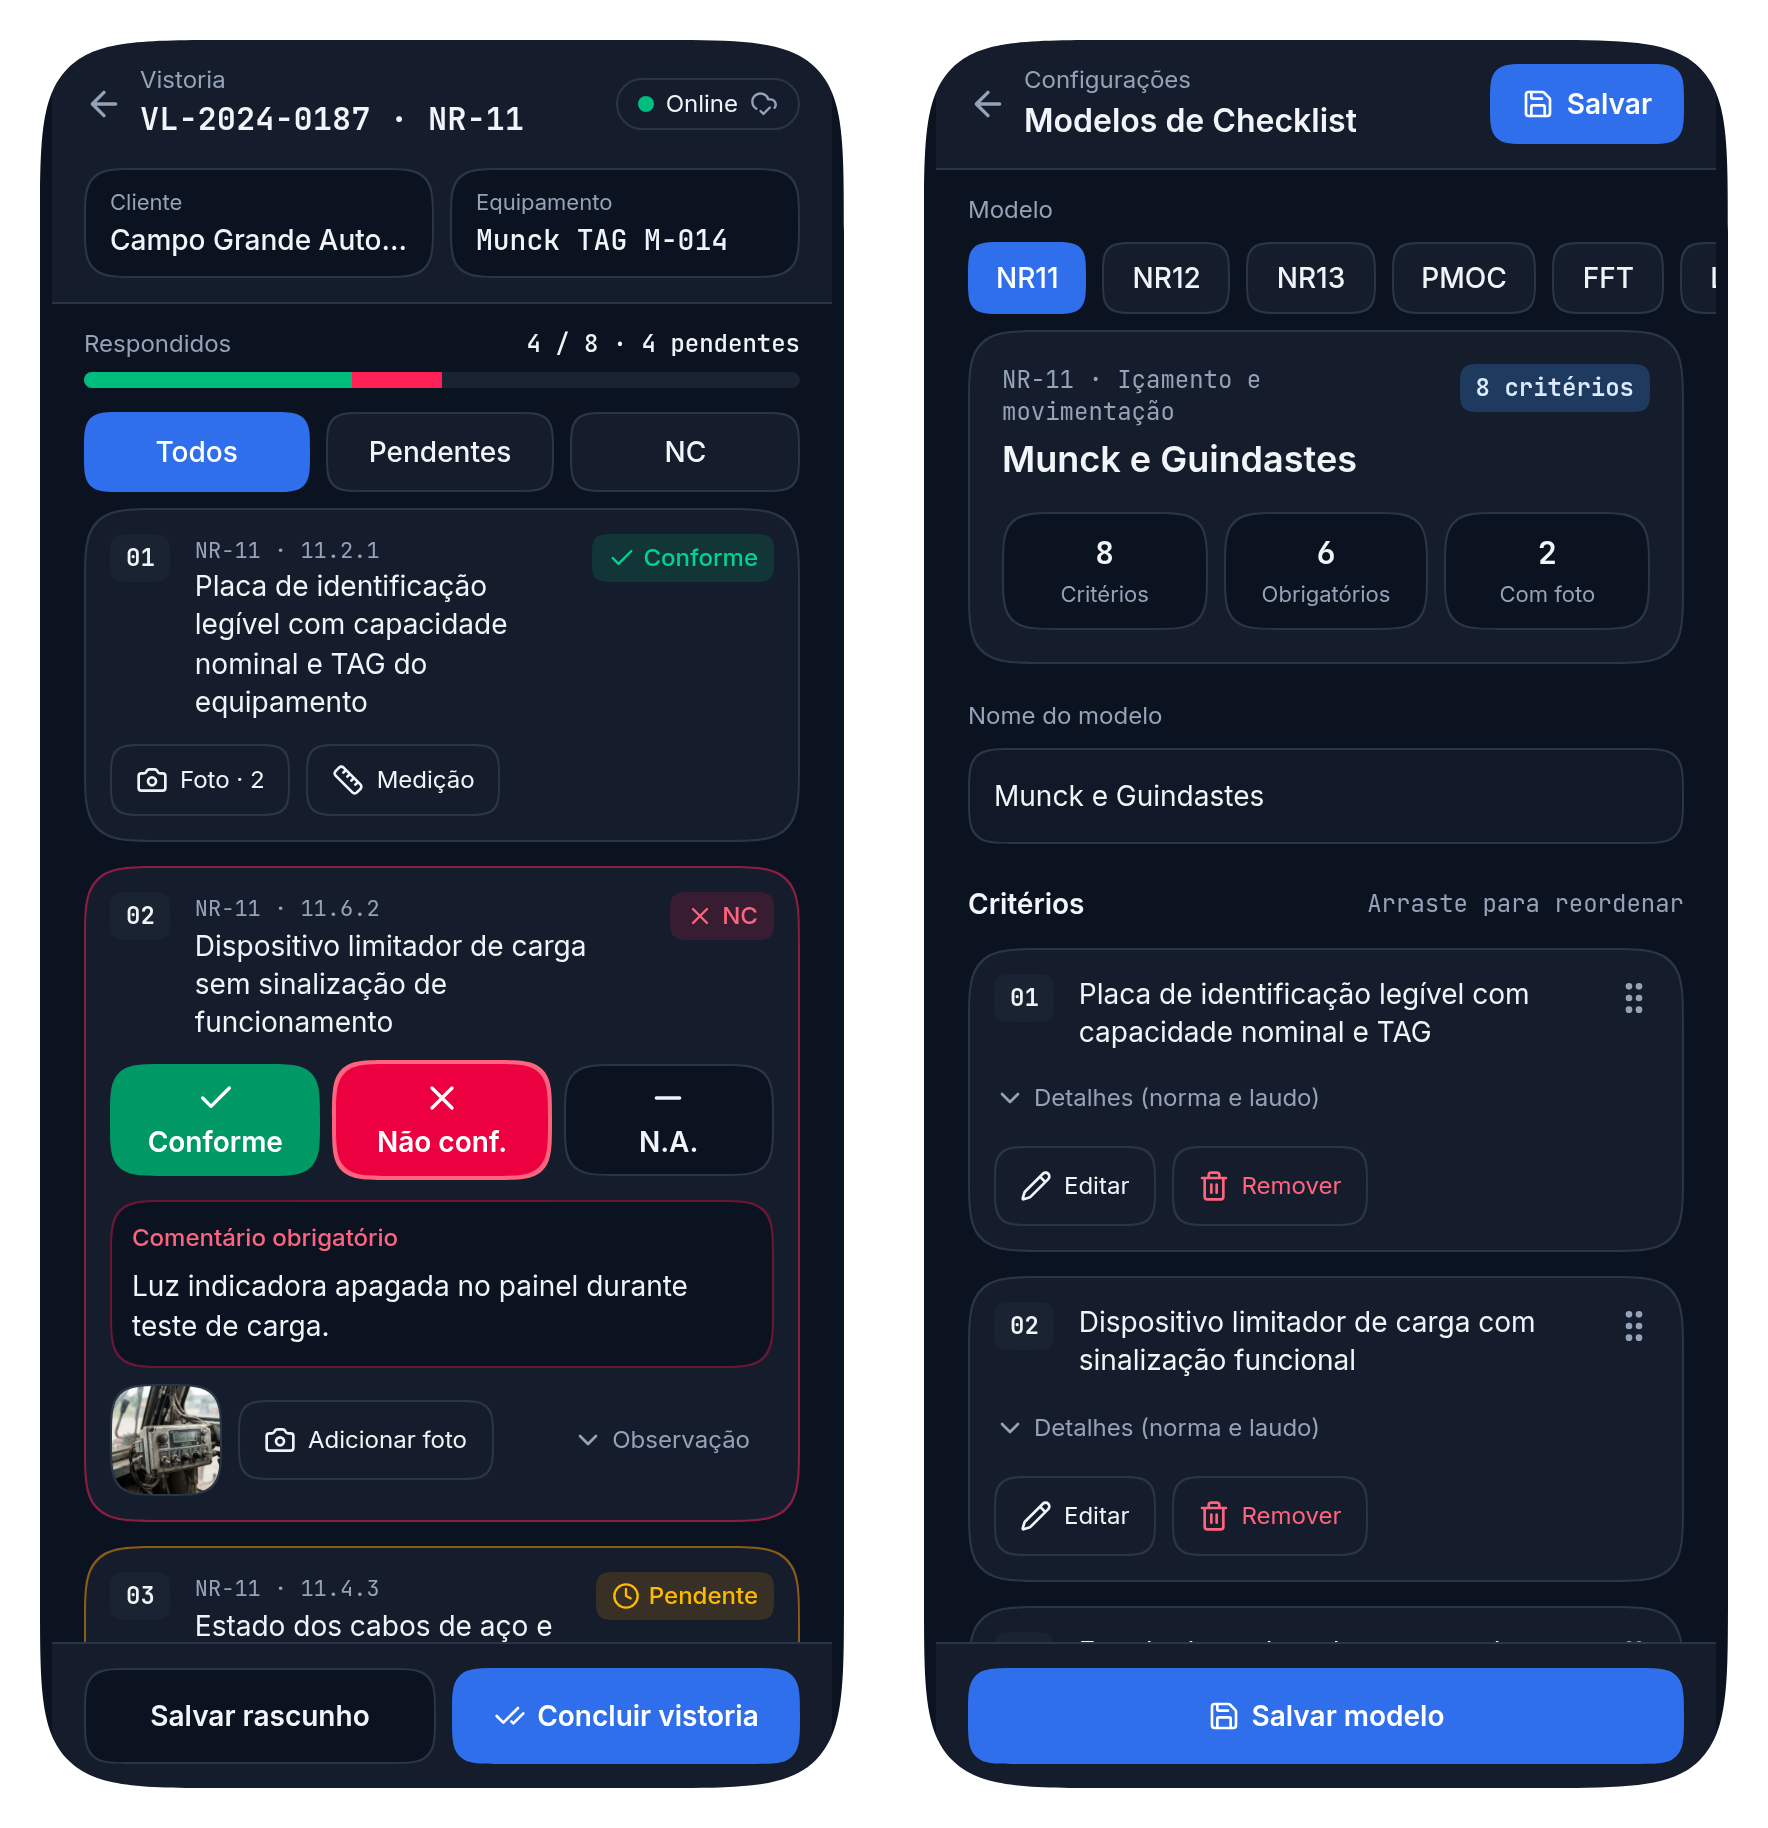 Vistoria
VL-2024-0187 · NR-11
Online
Cliente
Campo Grande Auto...
Equipamento
Munck TAG M-014
Respondidos
4 / 8 · 4 pendentes
Todos
Pendentes
NC
01
NR-11 · 11.2.1
Conforme
Placa de identificação
legível com capacidade
nominal e TAG do
equipamento
Foto · 2
Medição
02
NR-11 · 11.6.2
NC
Dispositivo limitador de carga
sem sinalização de
funcionamento
Conforme
Não conf.
N.A.
Comentário obrigatório
Luz indicadora apagada no painel durante
teste de carga.
Adicionar foto
Observação
03
NR-11 · 11.4.3
Pendente
Estado dos cabos de aço e
Salvar rascunho
Concluir vistoria
Configurações
Modelos de Checklist
Salvar
Modelo
NR11
NR12
NR13
PMOC
FFT
NR-11 · Içamento e
movimentação
8 critérios
Munck e Guindastes
8
Critérios
6
Obrigatórios
2
Com foto
Nome do modelo
Munck e Guindastes
Critérios
Arraste para reordenar
01
Placa de identificação legível com
capacidade nominal e TAG
Detalhes (norma e laudo)
Editar
Remover
02
Dispositivo limitador de carga com
sinalização funcional
Detalhes (norma e laudo)
Editar
Remover
Salvar modelo